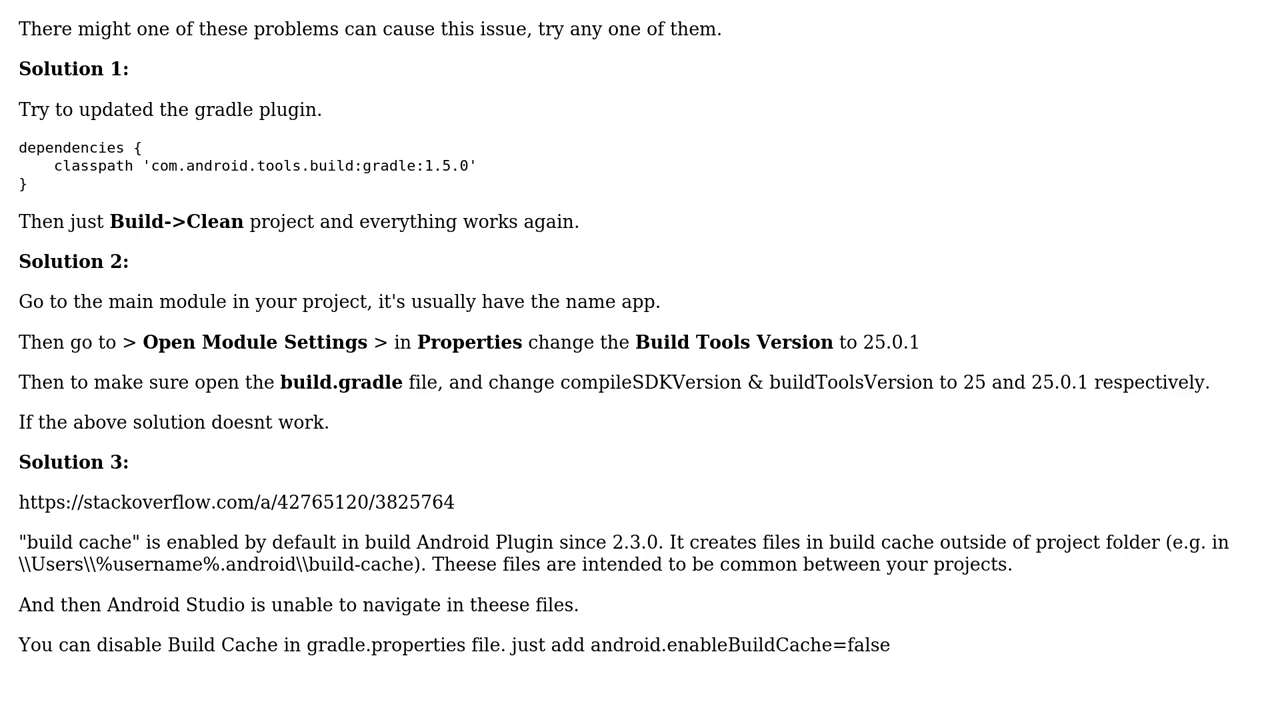 There might one of these problems can cause this issue, try any one of them.
Solution 1:
Try to updated the gradle plugin.
dependencies {
    classpath 'com.android.tools.build:gradle:1.5.0'
}
Then just Build->Clean project and everything works again.
Solution 2:
Go to the main module in your project, it's usually have the name app.
Then go to > Open Module Settings > in Properties change the Build Tools Version to 25.0.1
Then to make sure open the build.gradle file, and change compileSDKVersion & buildToolsVersion to 25 and 25.0.1 respectively.
If the above solution doesnt work.
Solution 3:
https://stackoverflow.com/a/42765120/3825764
"build cache" is enabled by default in build Android Plugin since 2.3.0. It creates files in build cache outside of project folder (e.g. in
\\Users\\%username%.android\\build-cache). Theese files are intended to be common between your projects.
And then Android Studio is unable to navigate in theese files.
You can disable Build Cache in gradle.properties file. just add android.enableBuildCache=false